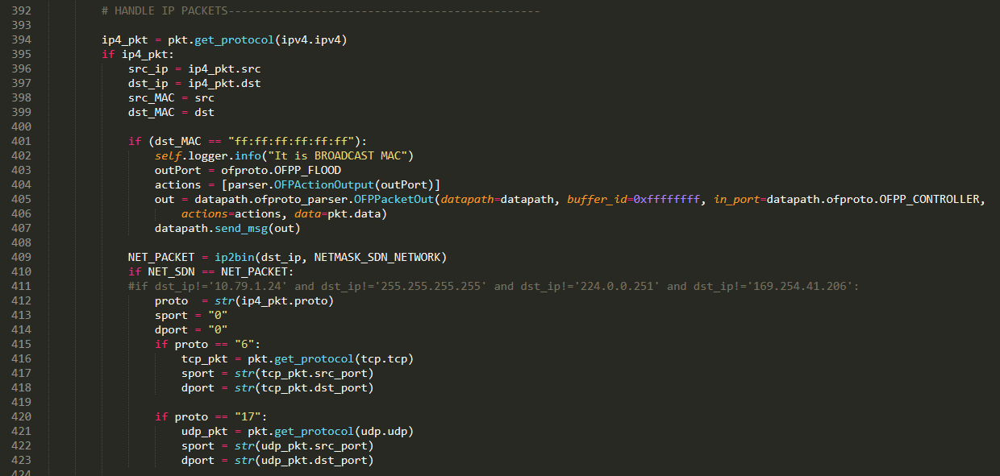 392 # HANDLE IP PACKETS-----------------------------------------------
393
394 ip4_pkt = pkt.get_protocol(ipv4.ipv4)
395 if ip4_pkt:
396     src_ip = ip4_pkt.src
397     dst_ip = ip4_pkt.dst
398     src_MAC = src
399     dst_MAC = dst
400
401     if (dst_MAC == "ff:ff:ff:ff:ff:ff"):
402         self.logger.info("It is BROADCAST MAC")
403         outPort = ofproto.OFPP_FLOOD
404         actions = [parser.OFPActionOutput(outPort)]
405         out = datapath.ofproto_parser.OFPPacketOut(datapath=datapath, buffer_id=0xffffffff, in_port=datapath.ofproto.OFPP_CONTROLLER,
406             actions=actions, data=pkt.data)
407         datapath.send_msg(out)
408
409     NET_PACKET = ip2bin(dst_ip, NETMASK_SDN_NETWORK)
410     if NET_SDN == NET_PACKET:
411     #if dst_ip!='10.79.1.24' and dst_ip!='255.255.255.255' and dst_ip!='224.0.0.251' and dst_ip!='169.254.41.206':
412         proto  = str(ip4_pkt.proto)
413         sport = "0"
414         dport = "0"
415         if proto == "6":
416             tcp_pkt = pkt.get_protocol(tcp.tcp)
417             sport = str(tcp_pkt.src_port)
418             dport = str(tcp_pkt.dst_port)
419
420         if proto == "17":
421             udp_pkt = pkt.get_protocol(udp.udp)
422             sport = str(udp_pkt.src_port)
423             dport = str(udp_pkt.dst_port)
424